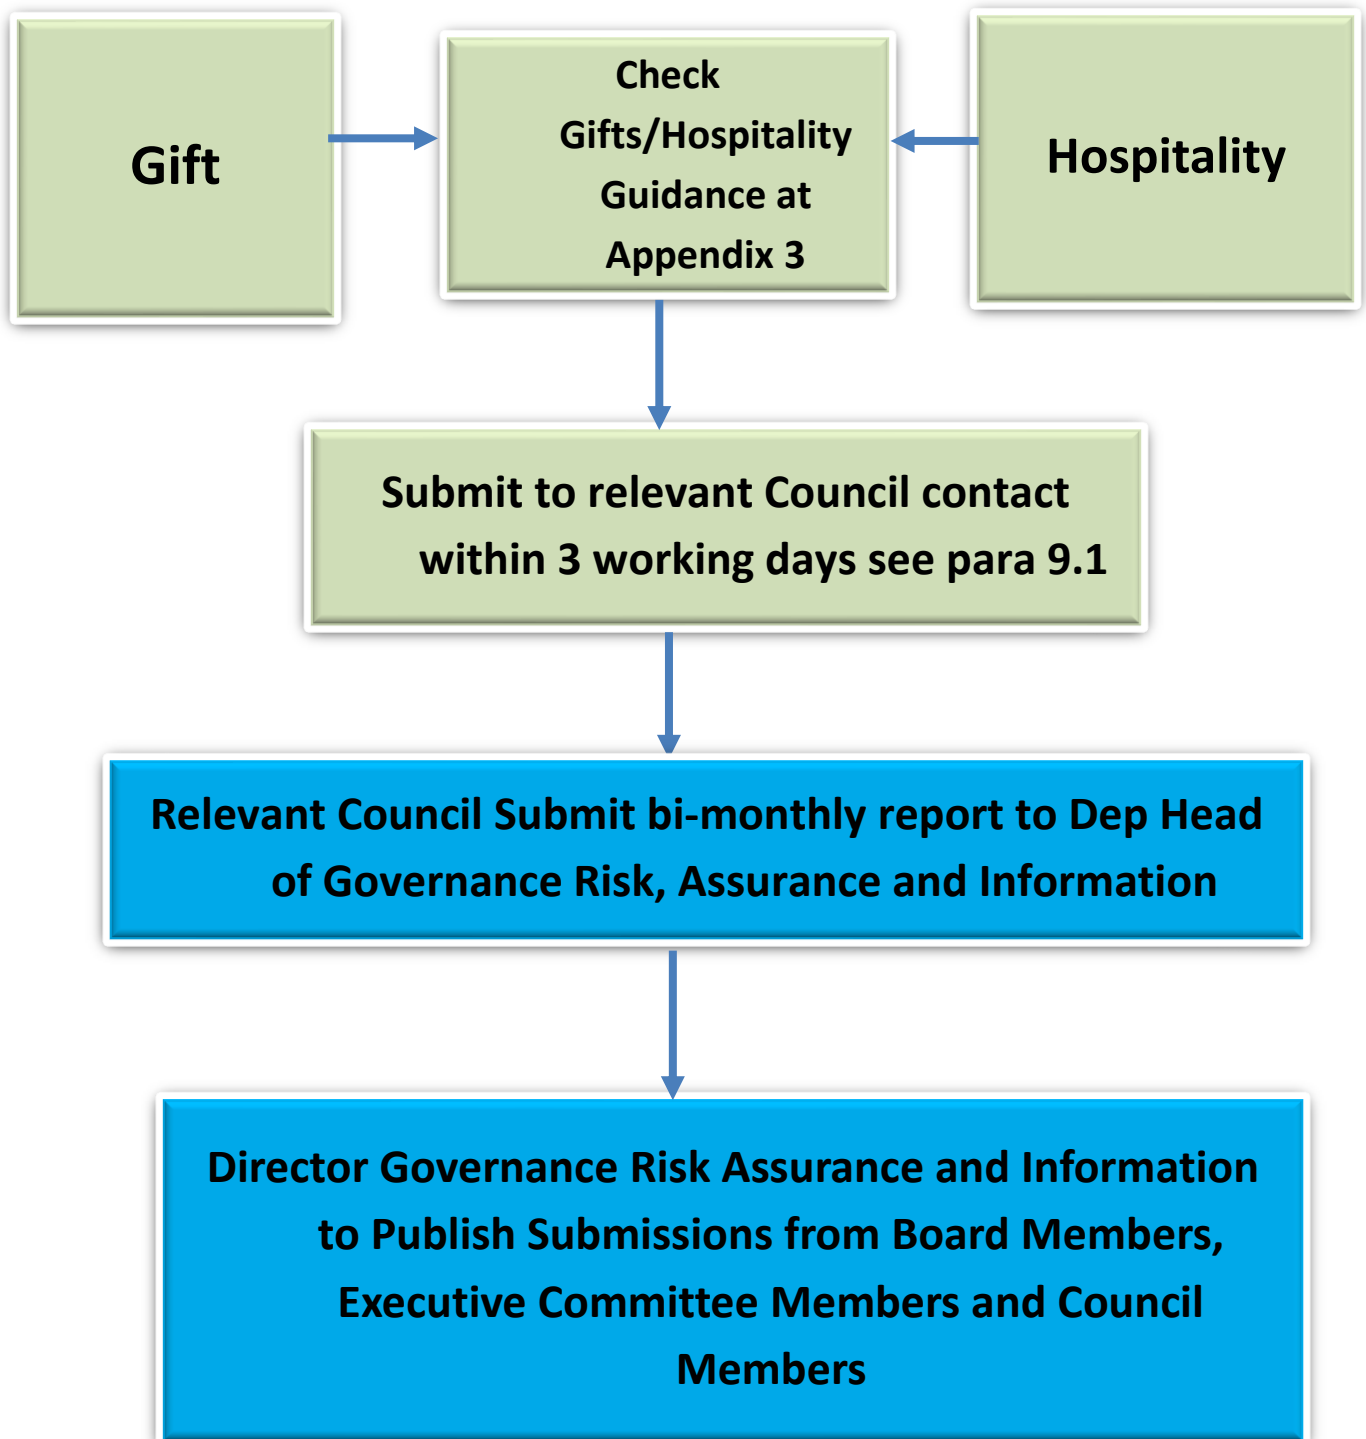 Gift
Check
Gifts/Hospitality
Guidance at
Appendix 3
Hospitality
Submit to relevant Council contact
within 3 working days see para 9.1
Relevant Council Submit bi-monthly report to Dep Head
of Governance Risk, Assurance and Information
Director Governance Risk Assurance and Information
to Publish Submissions from Board Members,
Executive Committee Members and Council
Members